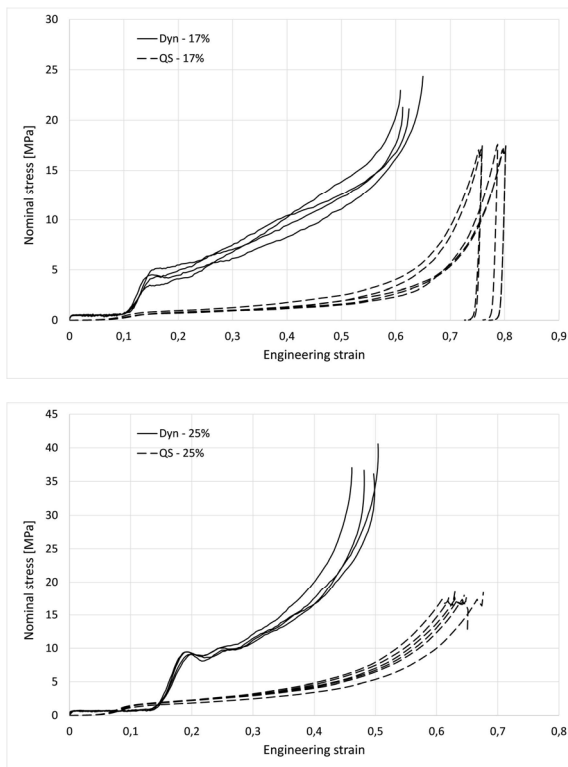 30
25
20
15
10
5
0
Nominal stress [MPa]
Dyn - 17%
QS - 17%
0 0,1 0,2 0,3 0,4 0,5 0,6 0,7 0,8 0,9
Engineering strain
45
40
35
30
25
20
15
10
5
0
Nominal stress [MPa]
Dyn - 25%
QS - 25%
0 0,1 0,2 0,3 0,4 0,5 0,6 0,7 0,8
Engineering strain